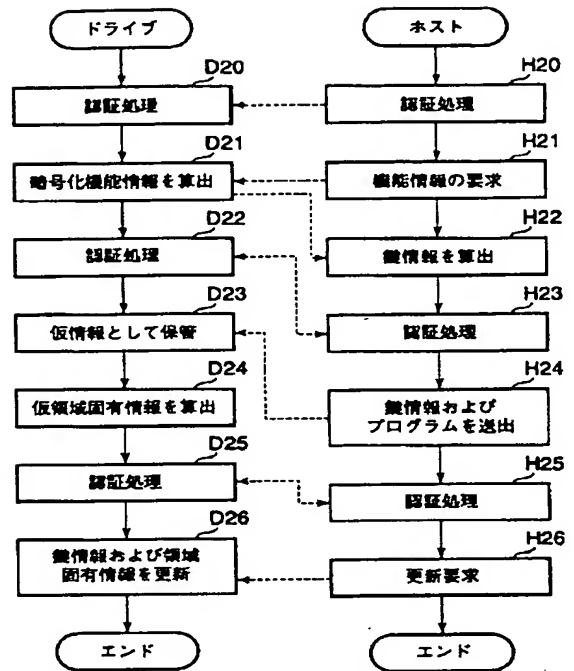 ドライブ
D20
認証処理
D21
暗号化機能情報を算出
D22
認証処理
D23
仮情報として保管
D24
仮領域固有情報を算出
D25
認証処理
D26
鍵情報および領域
固有情報を更新
エンド
ホスト
H20
認証処理
H21
機能情報の要求
H22
鍵情報を算出
H23
認証処理
H24
鍵情報および
プログラムを送出
H25
認証処理
H26
更新要求
エンド